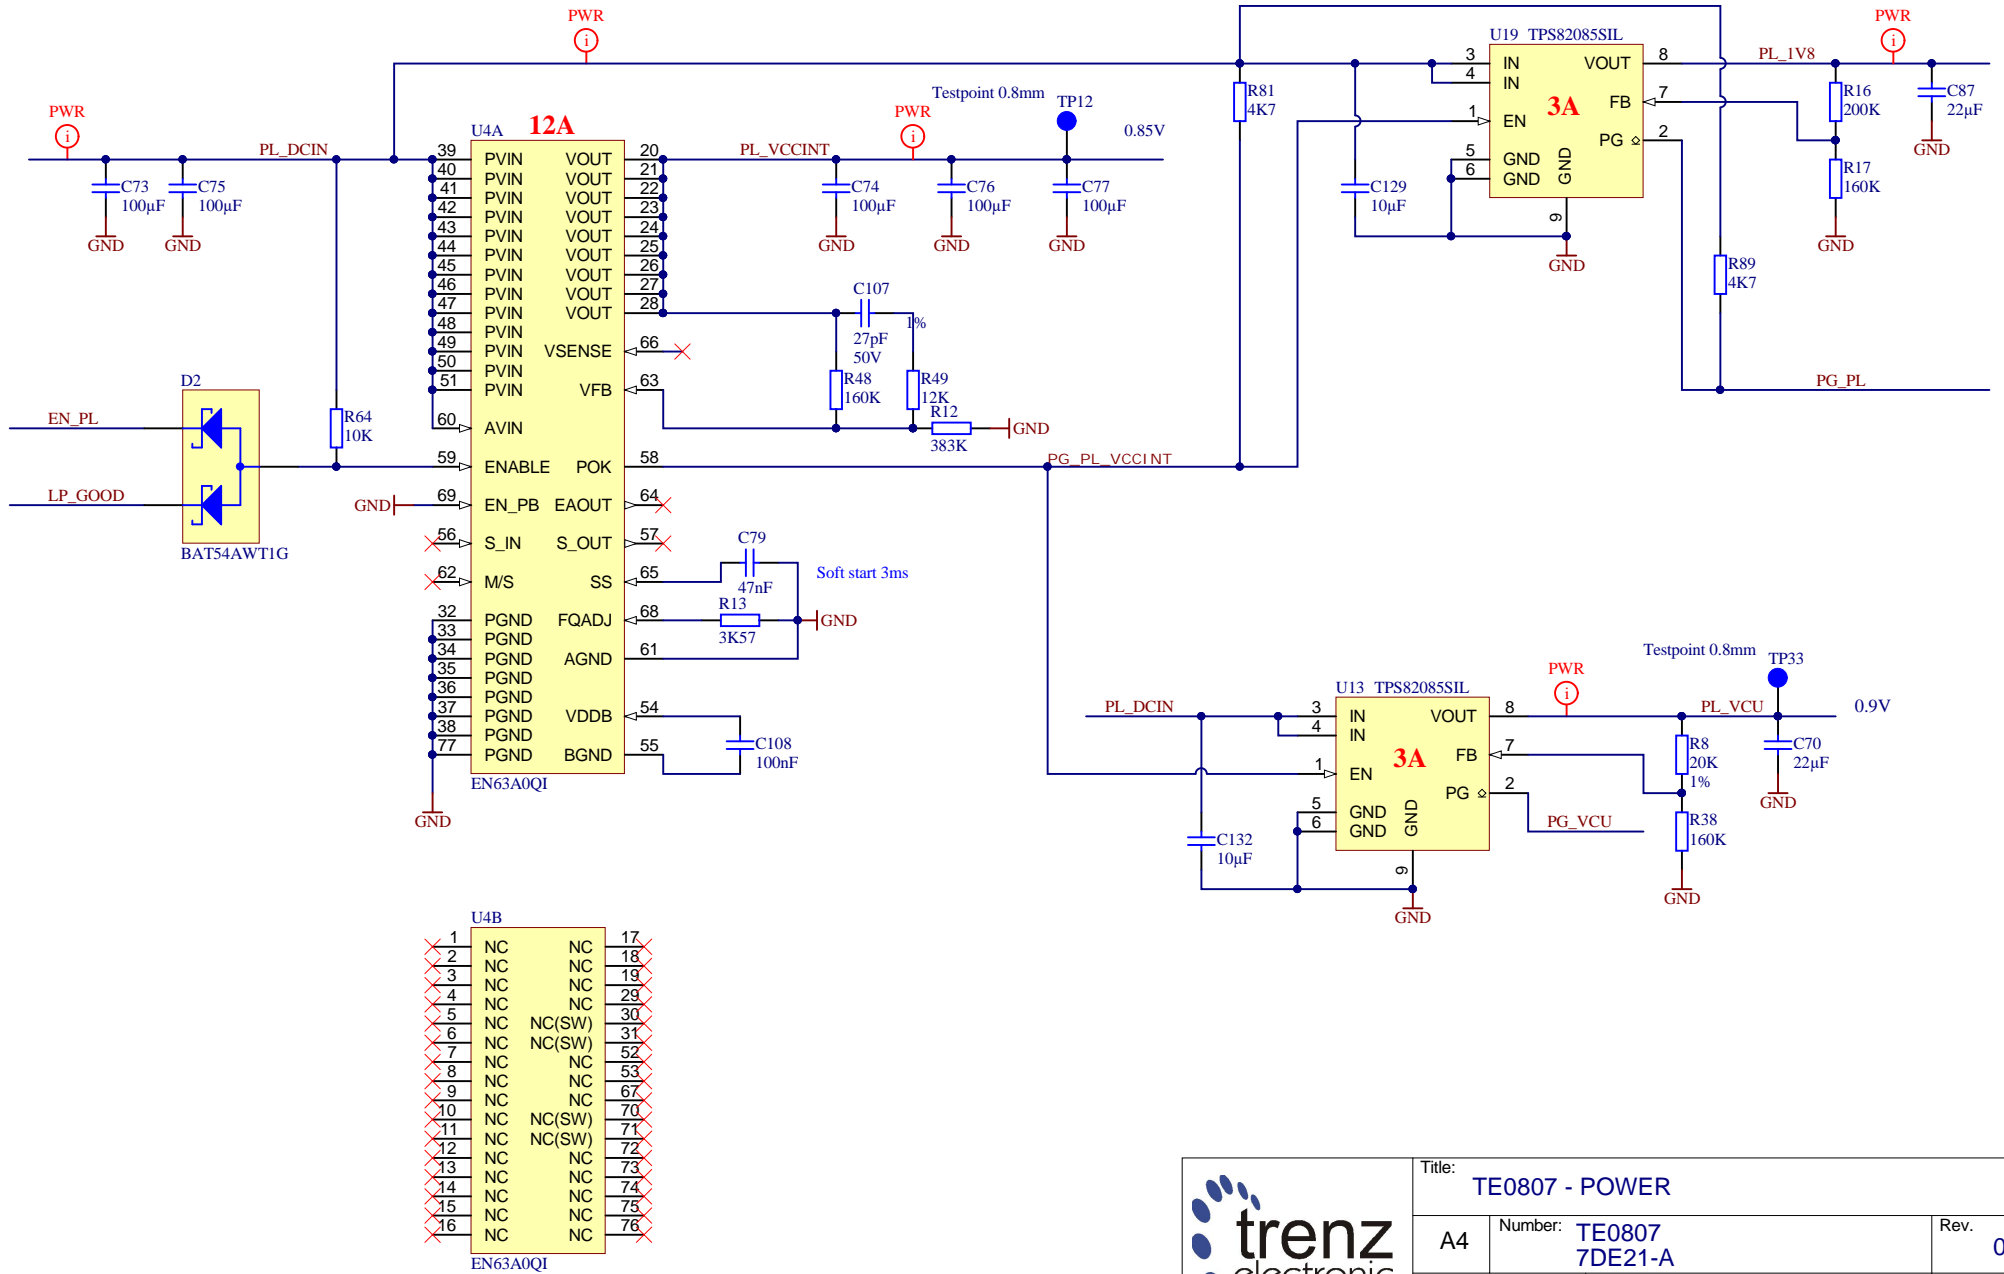 PWR
PWR
U19 TPS82085SIL
3 IN VOUT 8 PL_1V8
4 IN
R81
4K7
R16
200K
C87
22µF
GND
FB 7
3A
1 EN
PG 2
5 GND
6 GND
GND
9
GND
R17
160K
GND
C129
10µF
R89
4K7
PG_PL
PWR
PL_DCIN
C73
100µF
GND
C75
100µF
GND
U4A 12A
39 PVIN VOUT 20
40 PVIN VOUT 21
41 PVIN VOUT 22
42 PVIN VOUT 23
43 PVIN VOUT 24
44 PVIN VOUT 25
45 PVIN VOUT 26
46 PVIN VOUT 27
47 PVIN VOUT 28
48 PVIN
49 PVIN VSENSE 66
50 PVIN
51 PVIN VFB 63
60 AVIN
59 ENABLE POK 58
69 EN_PB EAOUT 64
56 S_IN S_OUT 57
62 M/S SS 65
32 PGND FQADJ 68
33 PGND
34 PGND AGND 61
35 PGND
36 PGND
37 PGND VDDB 54
38 PGND
77 PGND BGND 55
EN63A0QI
GND
GND
PL_VCCINT
PWR
Testpoint 0.8mm
TP12
0.85V
C74
100µF
GND
C76
100µF
GND
C77
100µF
GND
C107
27pF
50V
1%
R48
160K
R49
12K
R12
383K
GND
D2
EN_PL
LP_GOOD
BAT54AWT1G
R64
10K
PG_PL_VCCINT
C79
47nF
Soft start 3ms
R13
3K57
GND
C108
100nF
Testpoint 0.8mm
TP33
PWR
U13 TPS82085SIL
PL_DCIN
3 IN VOUT 8 PL_VCU
0.9V
4 IN
FB 7
3A
1 EN
PG 2
5 GND
6 GND
GND
9
GND
PG_VCU
R8
20K
1%
R38
160K
GND
C70
22µF
GND
C132
10µF
U4B
1 NC NC 17
2 NC NC 18
3 NC NC 19
4 NC NC 29
5 NC NC(SW) 30
6 NC NC(SW) 31
7 NC NC 52
8 NC NC 53
9 NC NC 67
10 NC NC(SW) 70
11 NC NC(SW) 71
12 NC NC 72
13 NC NC 73
14 NC NC 74
15 NC NC 75
16 NC NC 76
EN63A0QI
trenz
electronic
Title:
TE0807 - POWER
A4
Number: TE0807
7DE21-A
Rev.
0